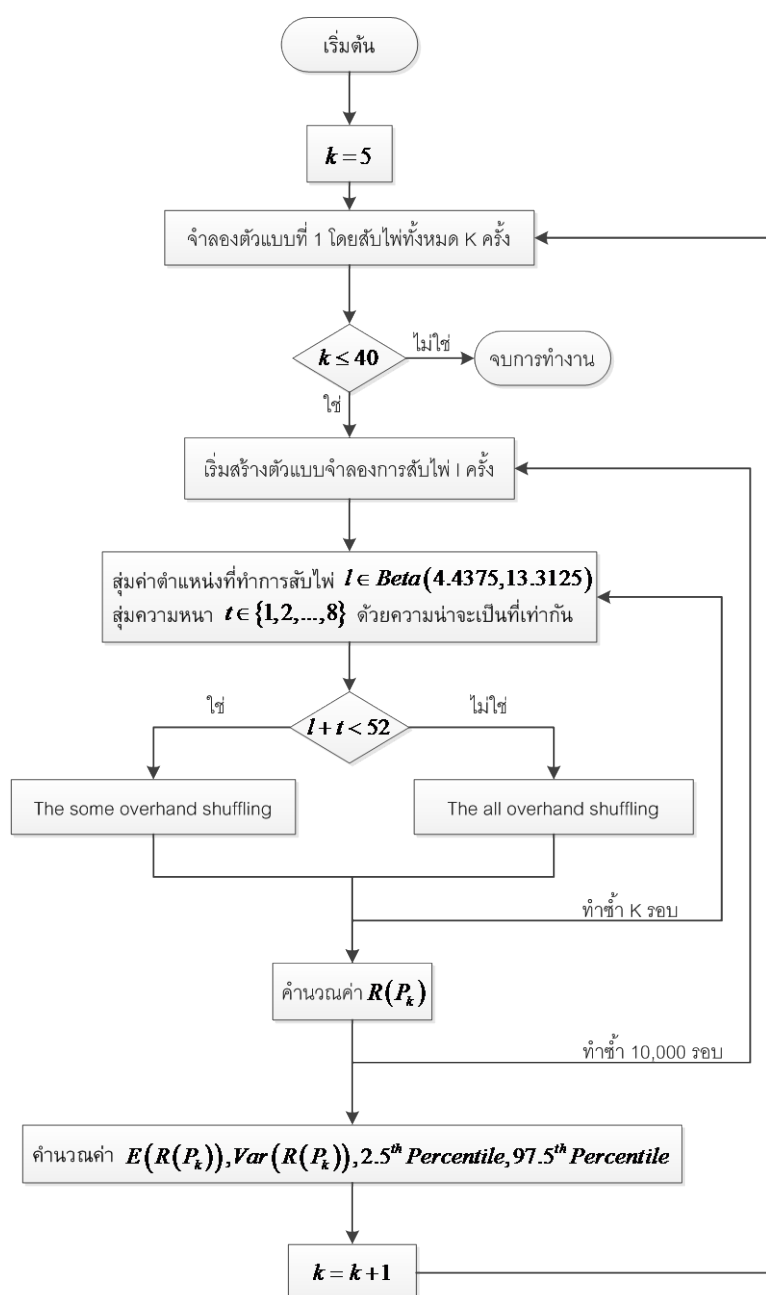 เริ่มต้น
k = 5
จำลองตัวแบบที่ 1 โดยสับไพ่ทั้งหมด K ครั้ง
k ≤ 40
ไม่ใช่
จบการทำงาน
ใช่
เริ่มสร้างตัวแบบจำลองการสับไพ่ I ครั้ง
สุ่มค่าตำแหน่งที่ทำการสับไพ่ l ∈ Beta(4.4375,13.3125)
สุ่มความหนา t ∈ {1,2,...,8} ด้วยความน่าจะเป็นที่เท่ากัน
ใช่
ไม่ใช่
l + t < 52
The some overhand shuffling
The all overhand shuffling
ทำซ้ำ K รอบ
คำนวณค่า R(P_k)
ทำซ้ำ 10,000 รอบ
คำนวณค่า E(R(P_k)),Var(R(P_k)),2.5^th Percentile,97.5^th Percentile
k = k+1